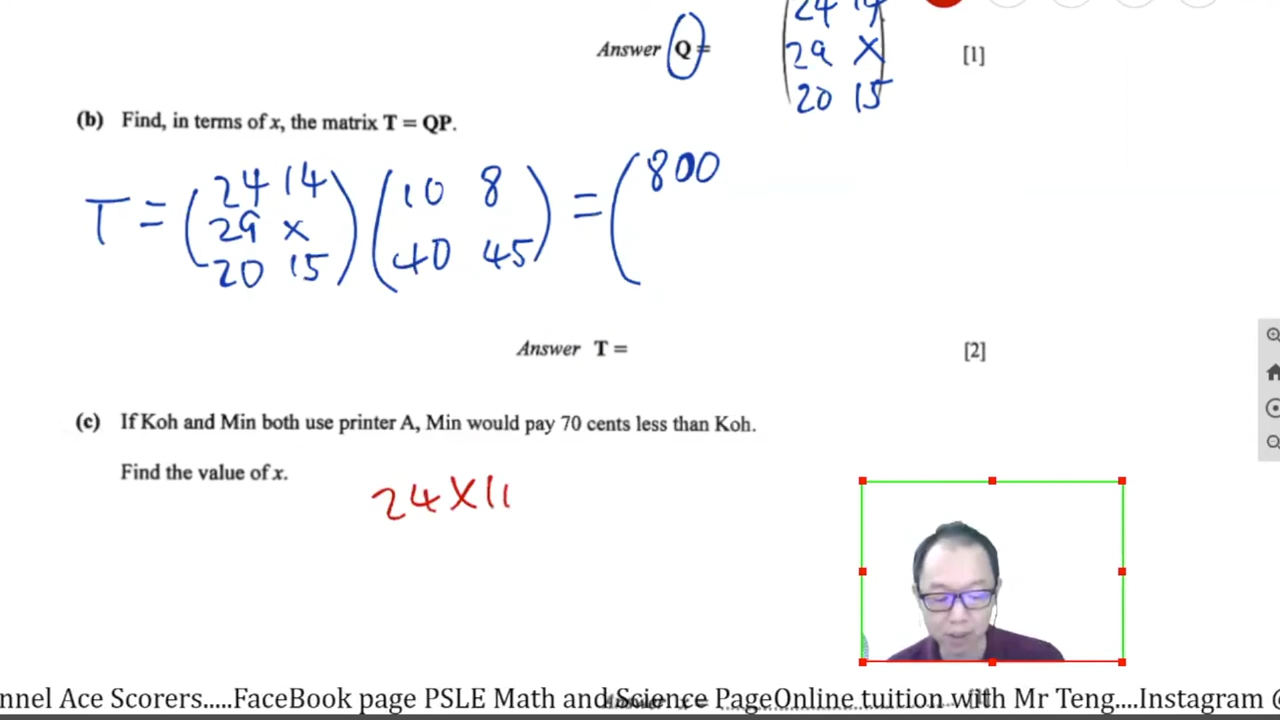 24 14
Answer Q =
29 x
[1]
20 15
(b) Find, in terms of x, the matrix T = QP.
T = ( 24 14 ) ( 10 8 ) = ( 800
29 x
40 45
20 15
Answer T =
[2]
(c) If Koh and Min both use printer A, Min would pay 70 cents less than Koh.
Find the value of x.
24 X 11
nnel Ace Scorers.....FaceBook page PSLE Math and Science PageOnline tuition with Mr Teng....Instagram @